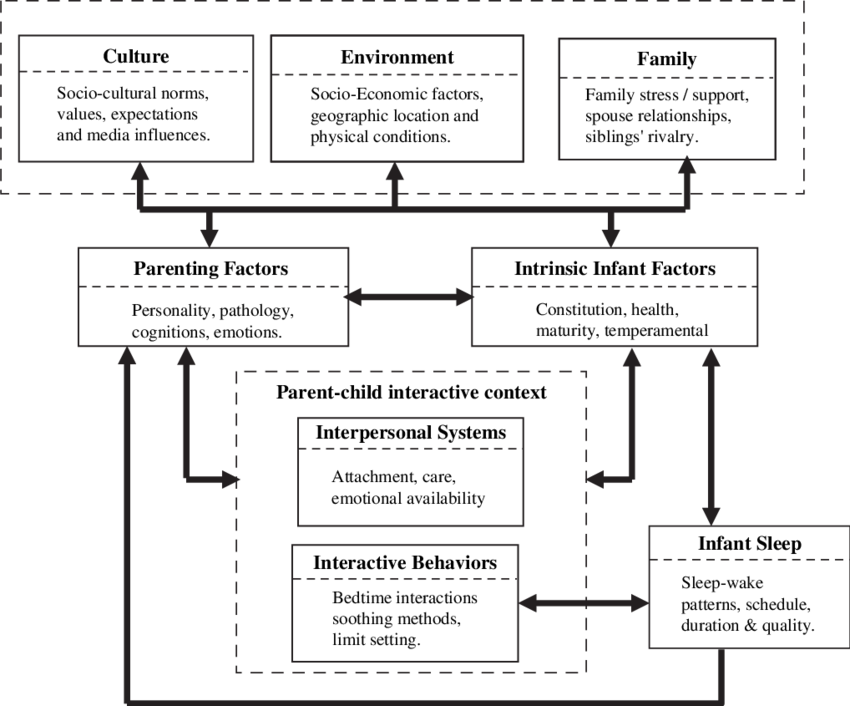 Culture
Socio-cultural norms,
values, expectations
and media influences.
Environment
Socio-Economic factors,
geographic location and
physical conditions.
Family
Family stress / support,
spouse relationships,
siblings' rivalry.
Parenting Factors
Personality, pathology,
cognitions, emotions.
Intrinsic Infant Factors
Constitution, health,
maturity, temperamental
Parent-child interactive context
Interpersonal Systems
Attachment, care,
emotional availability
Interactive Behaviors
Bedtime interactions
soothing methods,
limit setting.
Infant Sleep
Sleep-wake
patterns, schedule,
duration & quality.